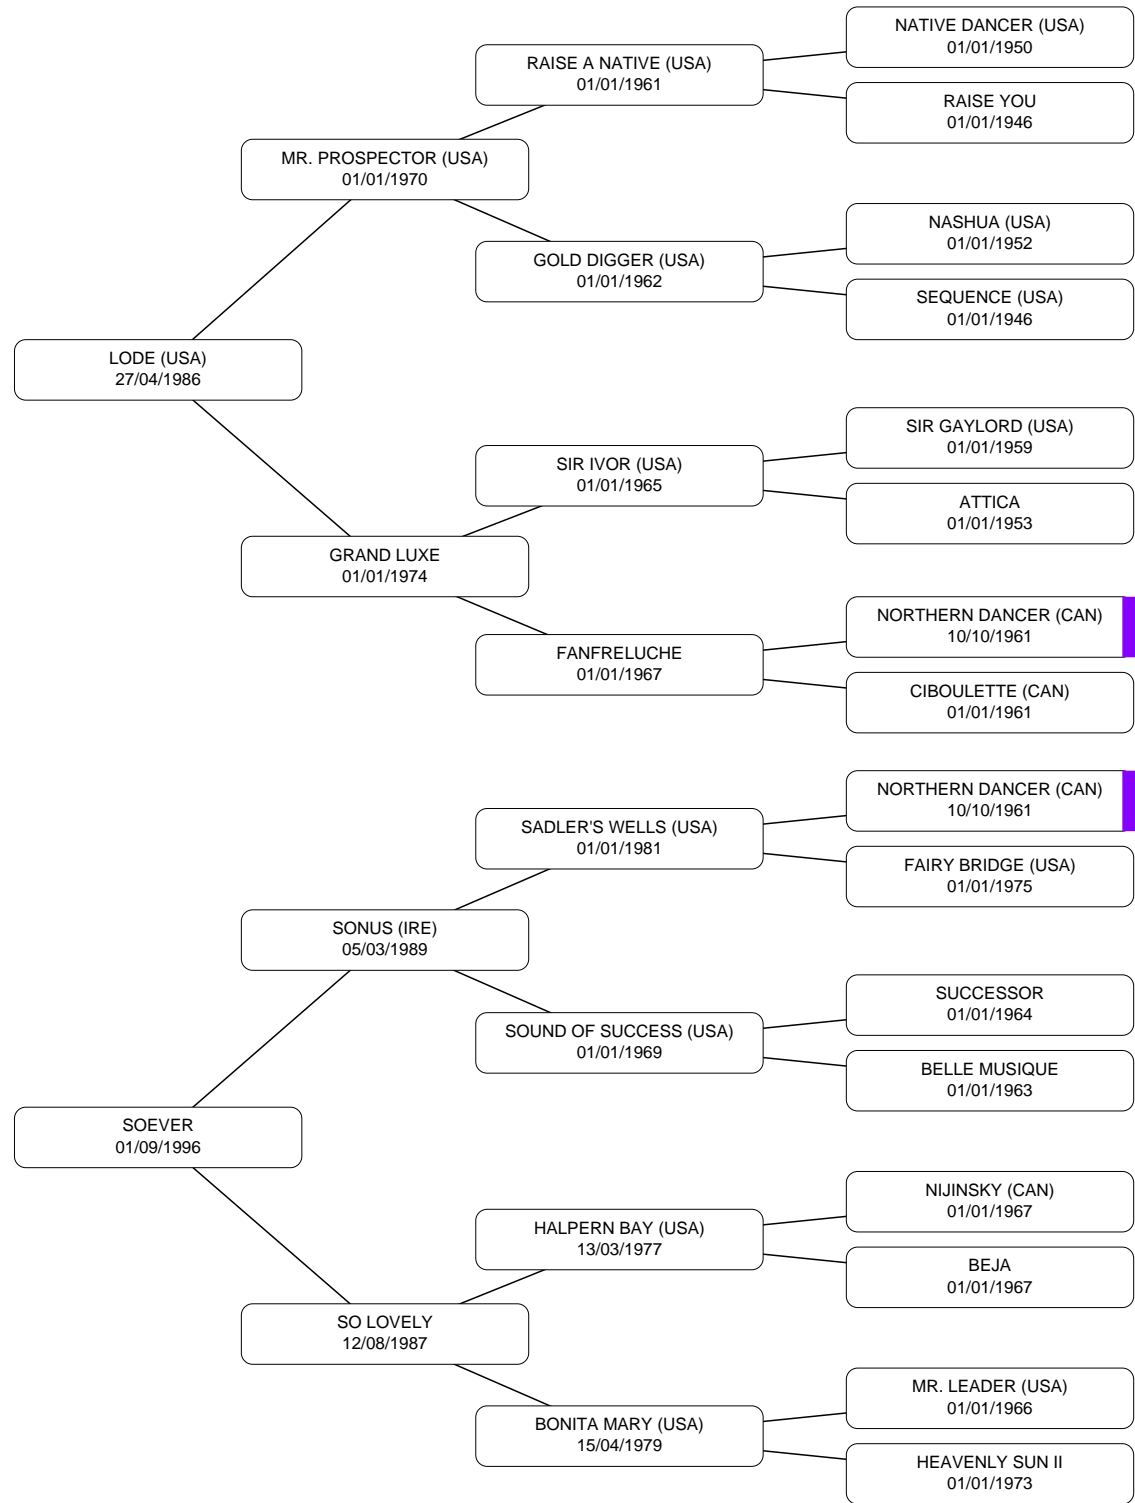 NATIVE DANCER (USA)
01/01/1950
RAISE A NATIVE (USA)
01/01/1961
RAISE YOU
01/01/1946
MR. PROSPECTOR (USA)
01/01/1970
NASHUA (USA)
01/01/1952
GOLD DIGGER (USA)
01/01/1962
SEQUENCE (USA)
01/01/1946
LODE (USA)
27/04/1986
SIR GAYLORD (USA)
01/01/1959
SIR IVOR (USA)
01/01/1965
ATTICA
01/01/1953
GRAND LUXE
01/01/1974
NORTHERN DANCER (CAN)
10/10/1961
FANFRELUCHE
01/01/1967
CIBOULETTE (CAN)
01/01/1961
NORTHERN DANCER (CAN)
10/10/1961
SADLER'S WELLS (USA)
01/01/1981
FAIRY BRIDGE (USA)
01/01/1975
SONUS (IRE)
05/03/1989
SUCCESSOR
01/01/1964
SOUND OF SUCCESS (USA)
01/01/1969
BELLE MUSIQUE
01/01/1963
SOEVER
01/09/1996
NIJINSKY (CAN)
01/01/1967
HALPERN BAY (USA)
13/03/1977
BEJA
01/01/1967
SO LOVELY
12/08/1987
MR. LEADER (USA)
01/01/1966
BONITA MARY (USA)
15/04/1979
HEAVENLY SUN II
01/01/1973